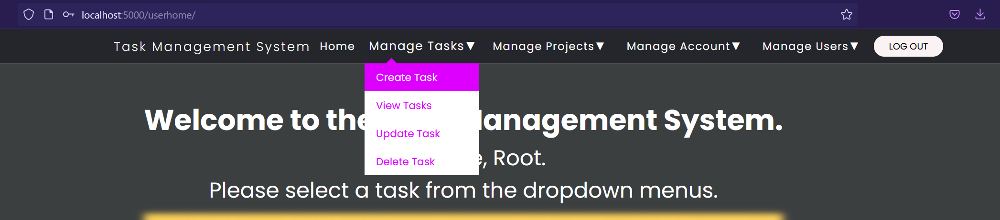 localhost:5000/userhome/
Task Management System Home Manage Tasks▼ Manage Projects▼ Manage Account▼ Manage Users▼ LOG OUT
Create Task
View Tasks
Update Task
Delete Task
Welcome to the anagement System.
, Root.
Please select a task from the dropdown menus.